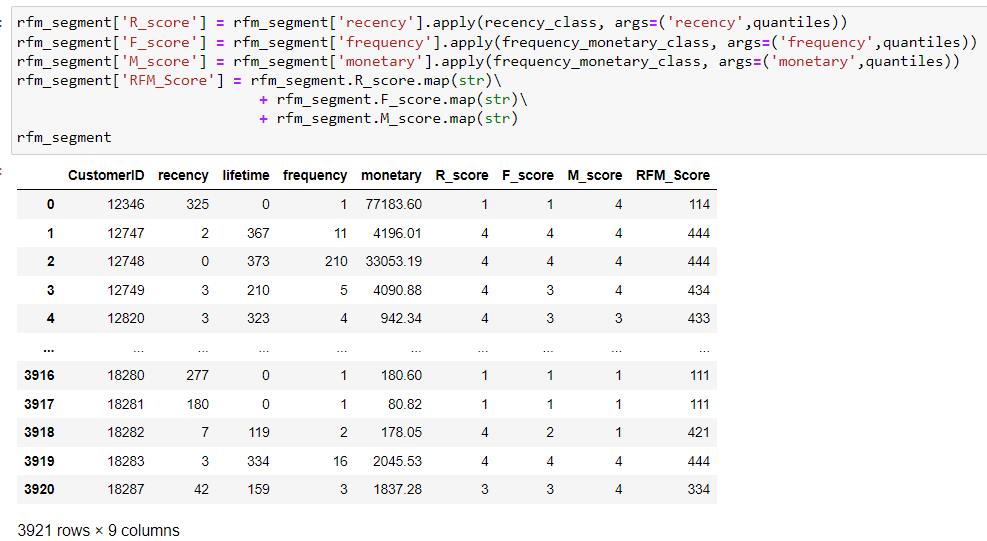 rfm_segment['R_score'] = rfm_segment['recency'].apply(recency_class, args=('recency',quantiles))
rfm_segment['F_score'] = rfm_segment['frequency'].apply(frequency_monetary_class, args=('frequency',quantiles))
rfm_segment['M_score'] = rfm_segment['monetary'].apply(frequency_monetary_class, args=('monetary',quantiles))
rfm_segment['RFM_Score'] = rfm_segment.R_score.map(str)\
+ rfm_segment.F_score.map(str)\
+ rfm_segment.M_score.map(str)
rfm_segment
CustomerID recency lifetime frequency monetary R_score F_score M_score RFM_Score
0 12346 325 0 1 77183.60 1 1 4 114
1 12747 2 367 11 4196.01 4 4 4 444
2 12748 0 373 210 33053.19 4 4 4 444
3 12749 3 210 5 4090.88 4 3 4 434
4 12820 3 323 4 942.34 4 3 3 433
... ... ... ... ... ... ... ... ... ...
3916 18280 277 0 1 180.60 1 1 1 111
3917 18281 180 0 1 80.82 1 1 1 111
3918 18282 7 119 2 178.05 4 2 1 421
3919 18283 3 334 16 2045.53 4 4 4 444
3920 18287 42 159 3 1837.28 3 3 4 334
3921 rows × 9 columns